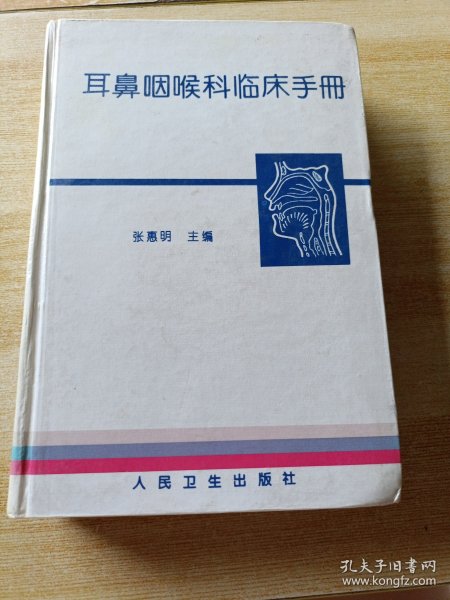 耳鼻咽喉科临床手册
张惠明 主编
人民卫生出版社
孔夫子旧书网
www.kongfz.com